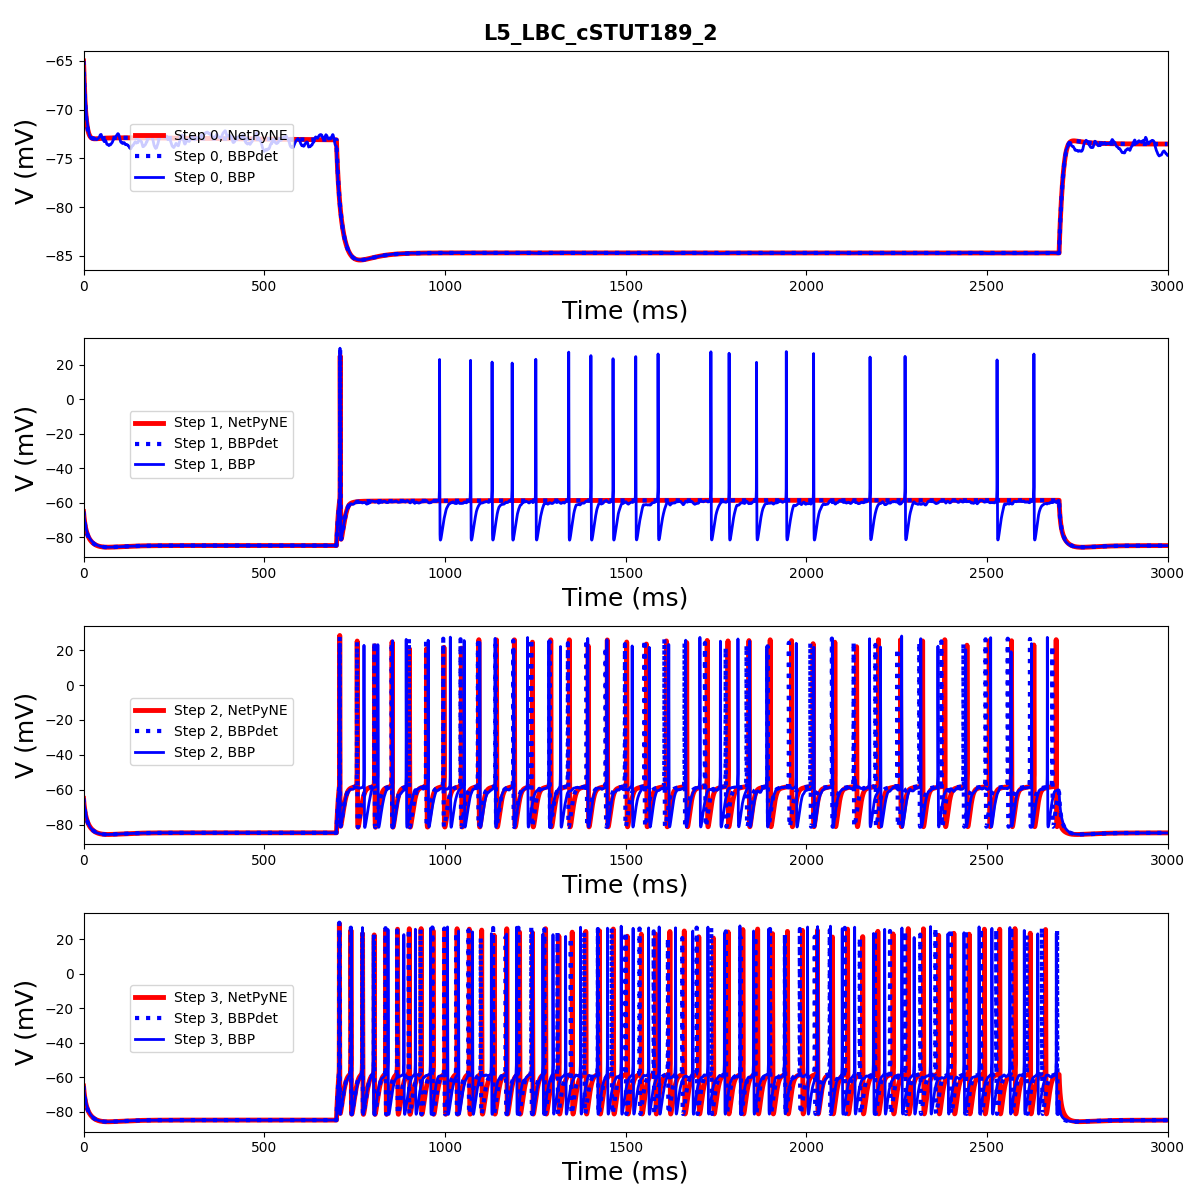 L5_LBC_cSTUT189_2
−65
−70
−75
−80
−85
V (mV)
Step 0, NetPyNE
Step 0, BBPdet
Step 0, BBP
0 500 1000 1500 2000 2500 3000
Time (ms)
20
0
−20
−40
−60
−80
V (mV)
Step 1, NetPyNE
Step 1, BBPdet
Step 1, BBP
0 500 1000 1500 2000 2500 3000
Time (ms)
20
0
−20
−40
−60
−80
V (mV)
Step 2, NetPyNE
Step 2, BBPdet
Step 2, BBP
0 500 1000 1500 2000 2500 3000
Time (ms)
20
0
−20
−40
−60
−80
V (mV)
Step 3, NetPyNE
Step 3, BBPdet
Step 3, BBP
0 500 1000 1500 2000 2500 3000
Time (ms)